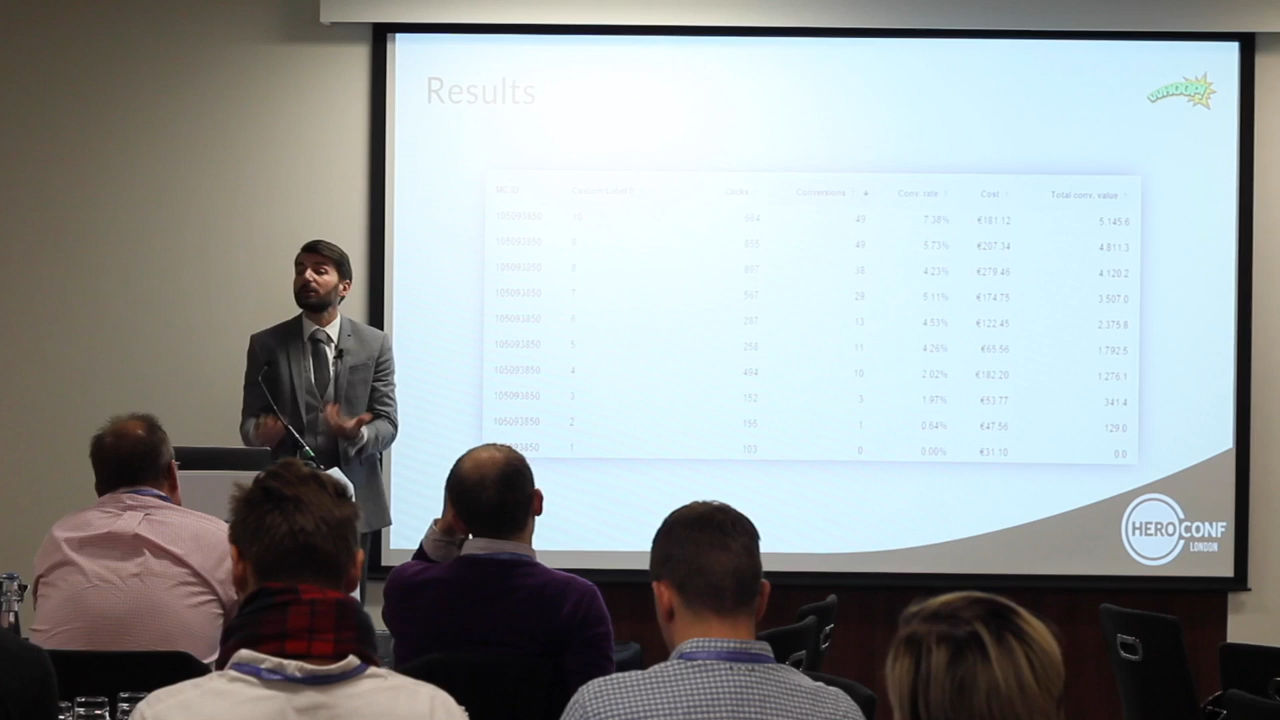 Results
WHOOP!
MC ID Custom Label Clicks Conversions Conv. rate Cost Total conv. value
105093850 10 664 49 7.38% €181.12 5.145.6
105093850 9 855 49 5.73% €207.34 4.811.3
105093850 8 897 38 4.23% €279.46 4.120.2
105093850 7 567 29 5.11% €174.75 3.507.0
105093850 6 287 13 4.53% €122.45 2.375.8
105093850 5 258 11 4.26% €65.56 1.792.5
105093850 4 494 10 2.02% €182.20 1.276.1
105093850 3 152 3 1.97% €53.77 341.4
105093850 2 155 1 0.64% €47.56 129.0
1 103 0 0.00% €31.10 0.0
HERO CONF
LONDON